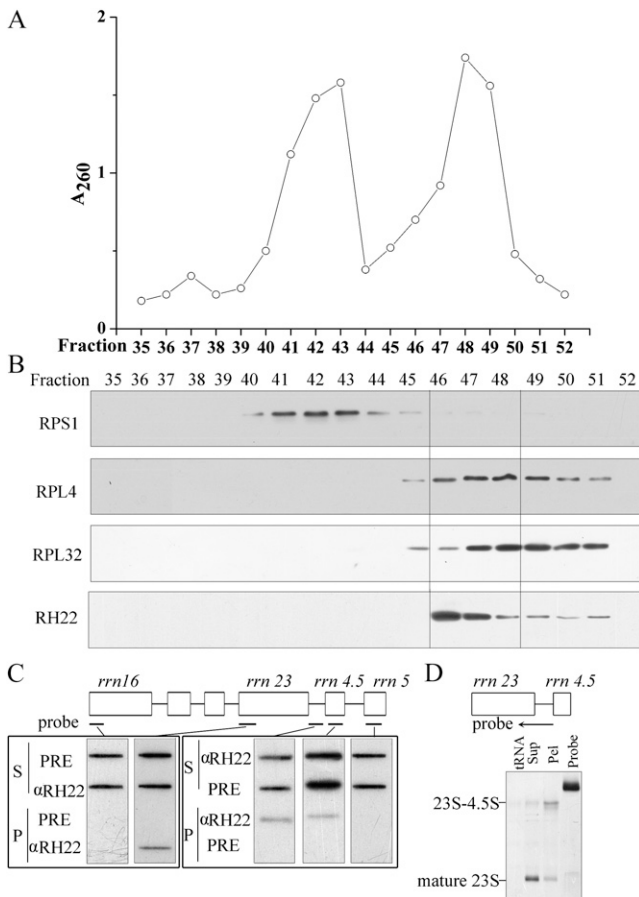 A
2
1
0
A260
Fraction 35 36 37 38 39 40 41 42 43 44 45 46 47 48 49 50 51 52
B
Fraction 35 36 37 38 39 40 41 42 43 44 45 46 47 48 49 50 51 52
RPS1
RPL4
RPL32
RH22
C
rrn16 rrn 23 rrn 4.5 rrn 5
probe
S PRE
αRH22
P PRE
αRH22
S αRH22
PRE
P αRH22
PRE
D
rrn 23 rrn 4.5
probe
tRNA Sup Pel Probe
23S-4.5S
mature 23S